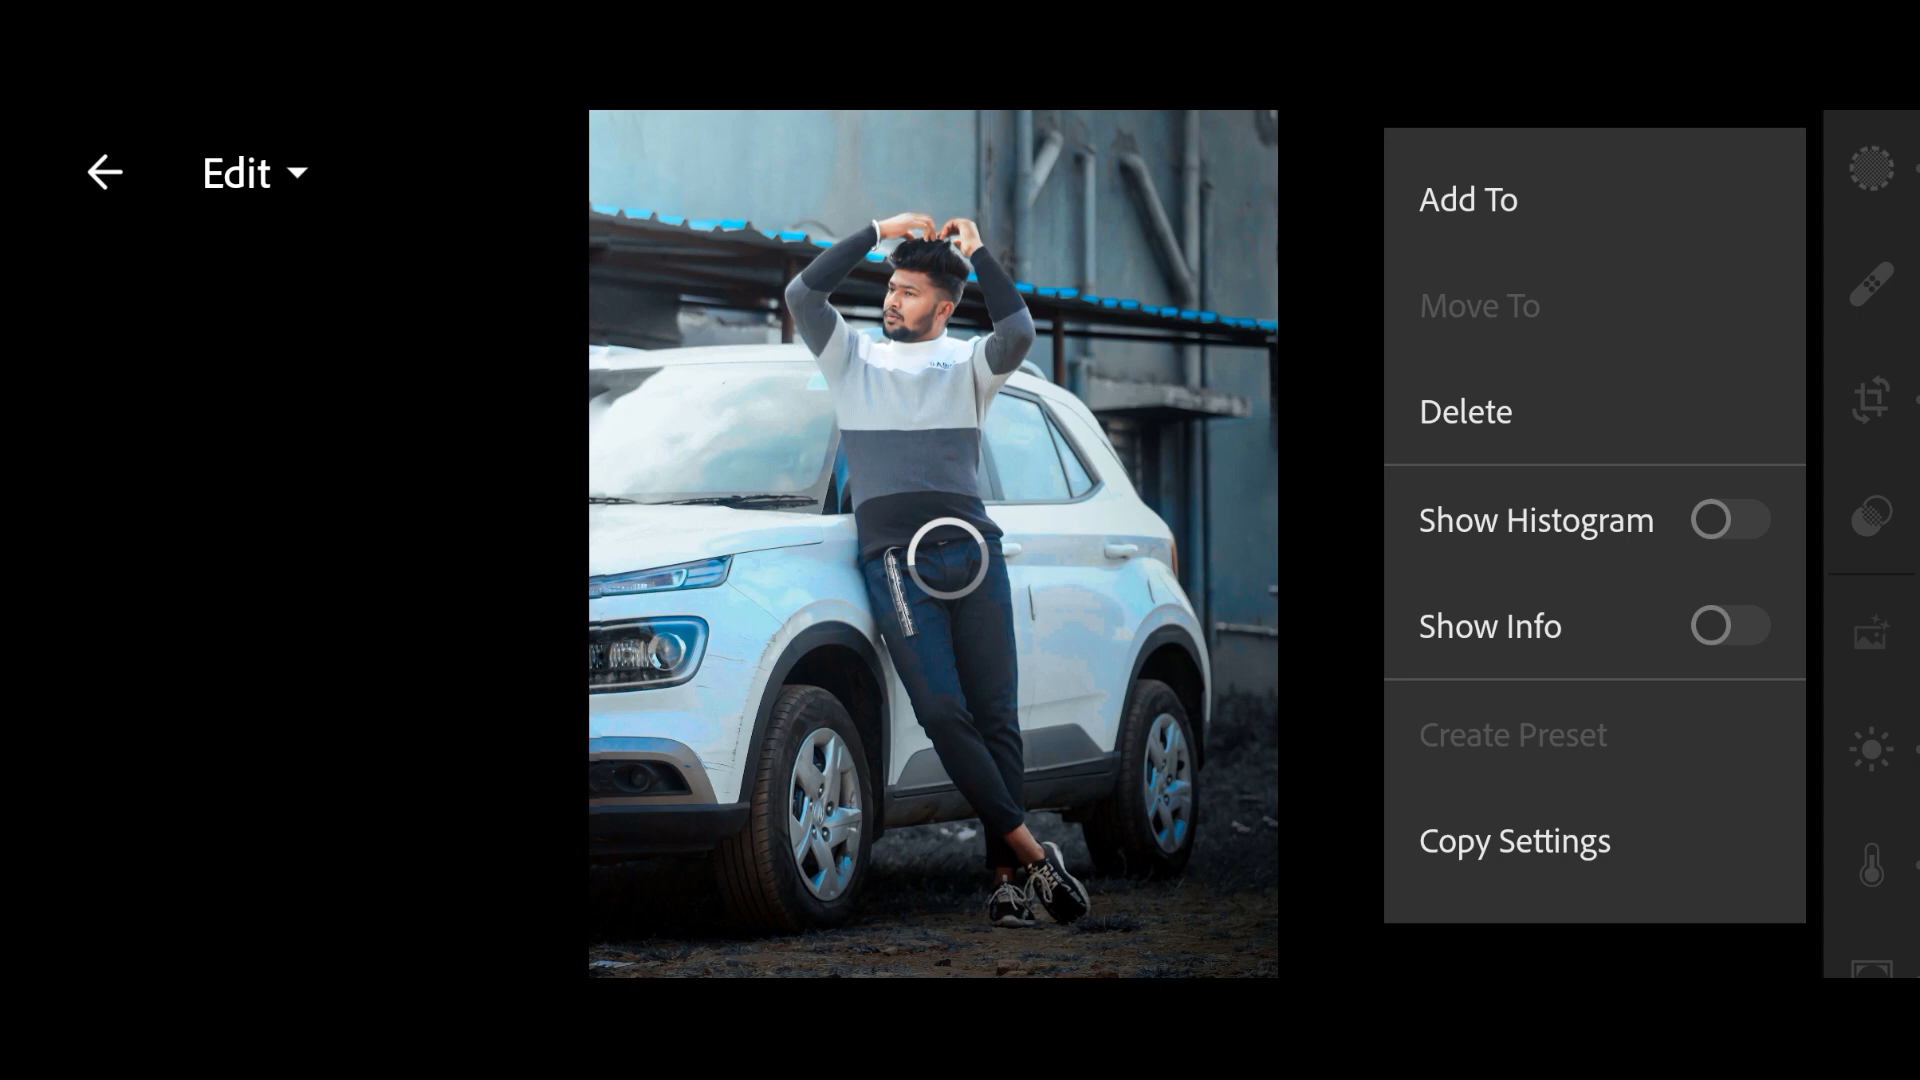 Edit
Add To
Move To
Delete
Show Histogram
Show Info
Create Preset
Copy Settings